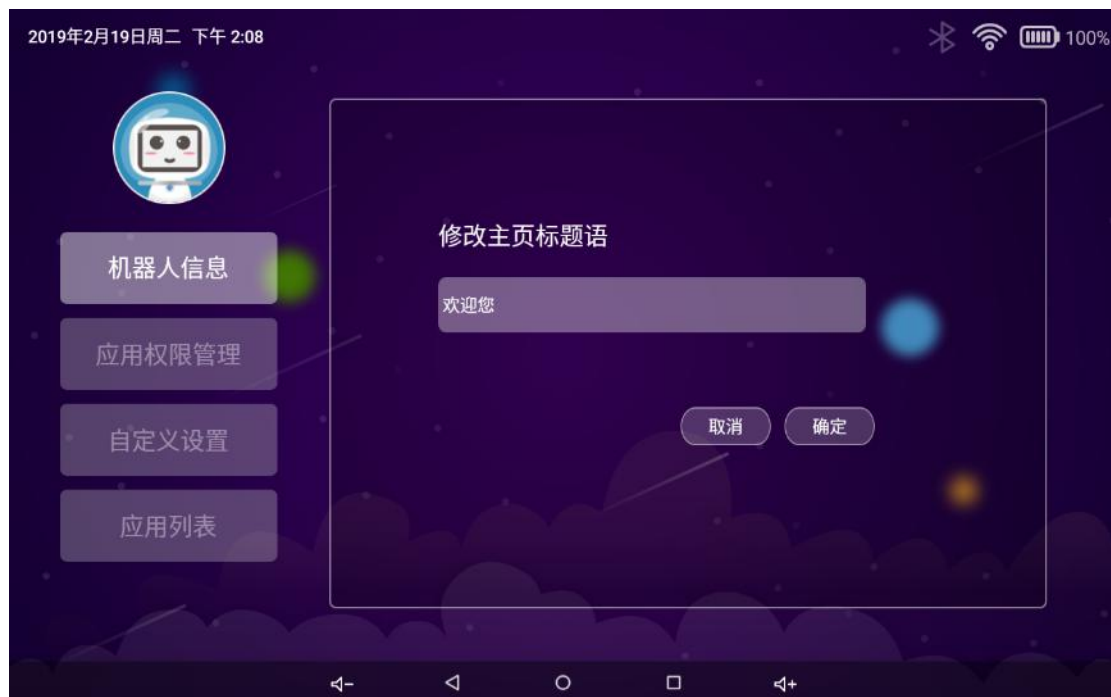 2019年2月19日周二 下午 2:08
100%
机器人信息
应用权限管理
自定义设置
应用列表
修改主页标题语
欢迎您
取消
确定